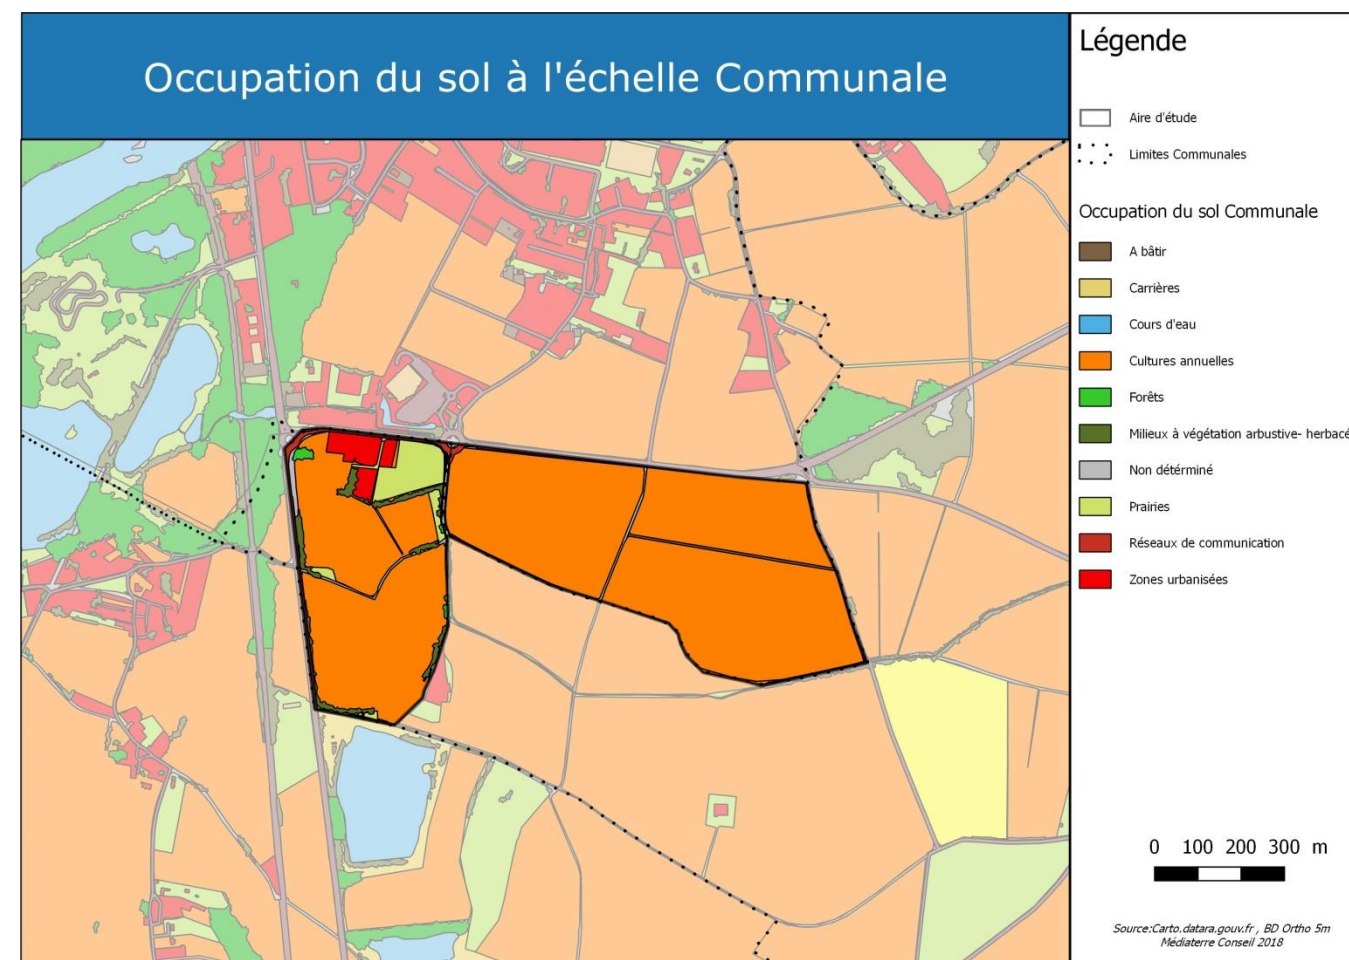 Occupation du sol à l'échelle Communale
Légende
Aire d'étude
Limites Communales
Occupation du sol Communale
A bâtir
Carrières
Cours d'eau
Cultures annuelles
Forêts
Milieux à végétation arbustive- herbacé
Non détérminé
Prairies
Réseaux de communication
Zones urbanisées
0 100 200 300 m
Source:Carto.datara.gouv.fr , BD Ortho 5m
Médiaterre Conseil 2018